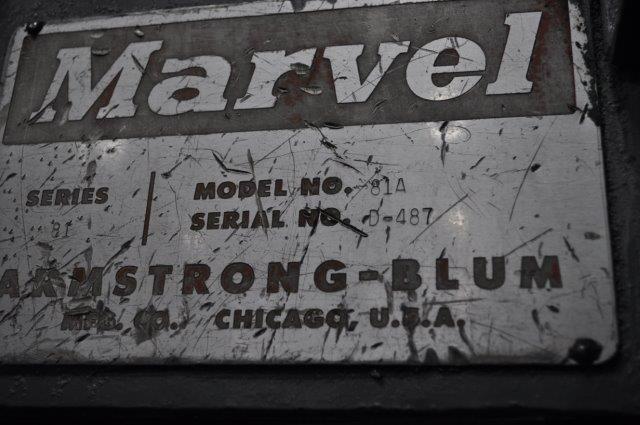 Marvel
SERIES 81
MODEL NO. 81A
SERIAL NO. D-487
ARMSTRONG-BLUM
MFG. CO. CHICAGO, U.S.A.